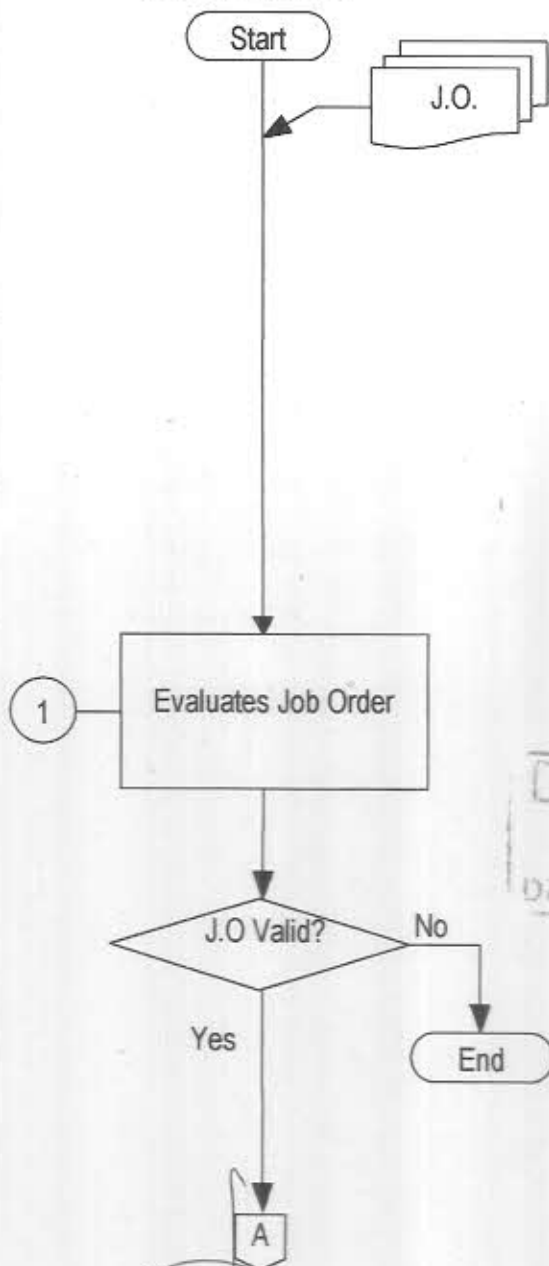 Start
J.O.
1
Evaluates Job Order
J.O Valid?
No
Yes
End
A